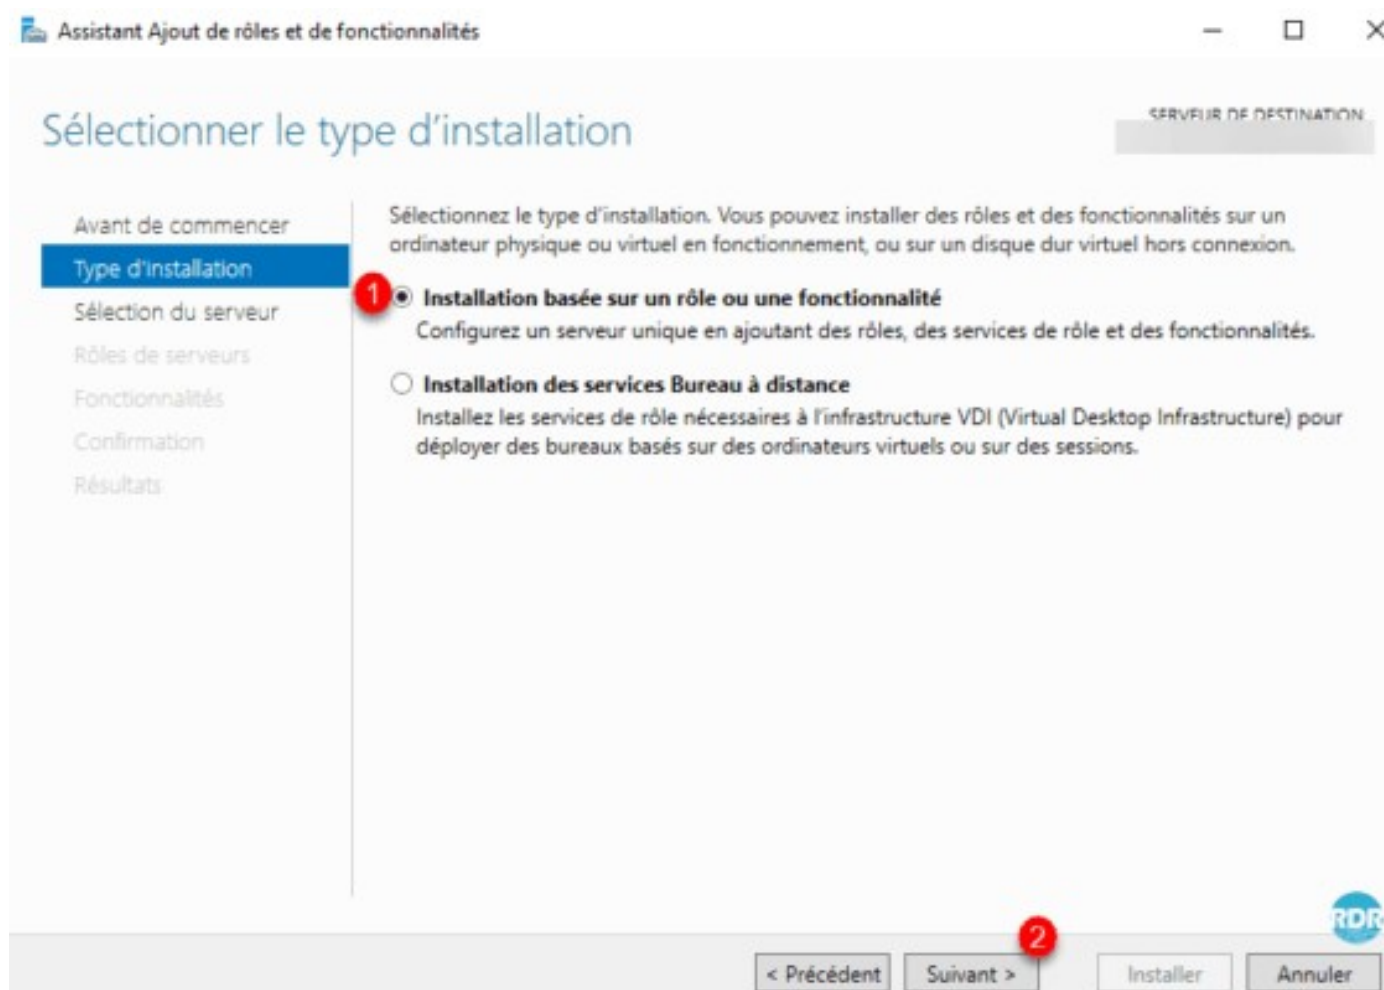 Assistant Ajout de rôles et de fonctionnalités
Sélectionner le type d'installation
SERVEUR DE DESTINATION
Avant de commencer
Type d'installation
Sélection du serveur
Rôles de serveurs
Fonctionnalités
Confirmation
Résultats
Sélectionnez le type d'installation. Vous pouvez installer des rôles et des fonctionnalités sur un
ordinateur physique ou virtuel en fonctionnement, ou sur un disque dur virtuel hors connexion.
1
Installation basée sur un rôle ou une fonctionnalité
Configurez un serveur unique en ajoutant des rôles, des services de rôle et des fonctionnalités.
Installation des services Bureau à distance
Installez les services de rôle nécessaires à l'infrastructure VDI (Virtual Desktop Infrastructure) pour
déployer des bureaux basés sur des ordinateurs virtuels ou sur des sessions.
RDR
2
< Précédent Suivant > Installer Annuler